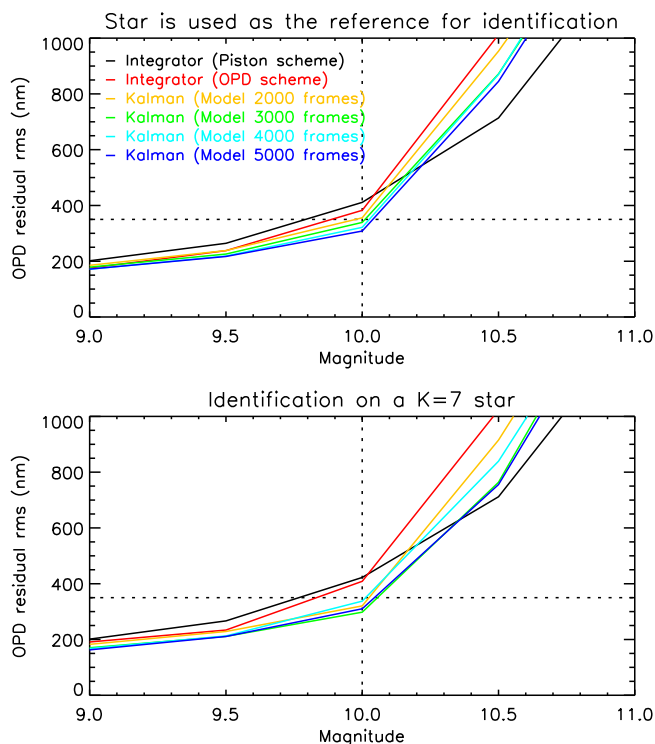 Star is used as the reference for identification
1000
800
600
400
200
0
OPD residual rms (nm)
Integrator (Piston scheme)
Integrator (OPD scheme)
Kalman (Model 2000 frames)
Kalman (Model 3000 frames)
Kalman (Model 4000 frames)
Kalman (Model 5000 frames)
9.0 9.5 10.0 10.5 11.0
Magnitude
Identification on a K=7 star
1000
800
600
400
200
0
OPD residual rms (nm)
9.0 9.5 10.0 10.5 11.0
Magnitude